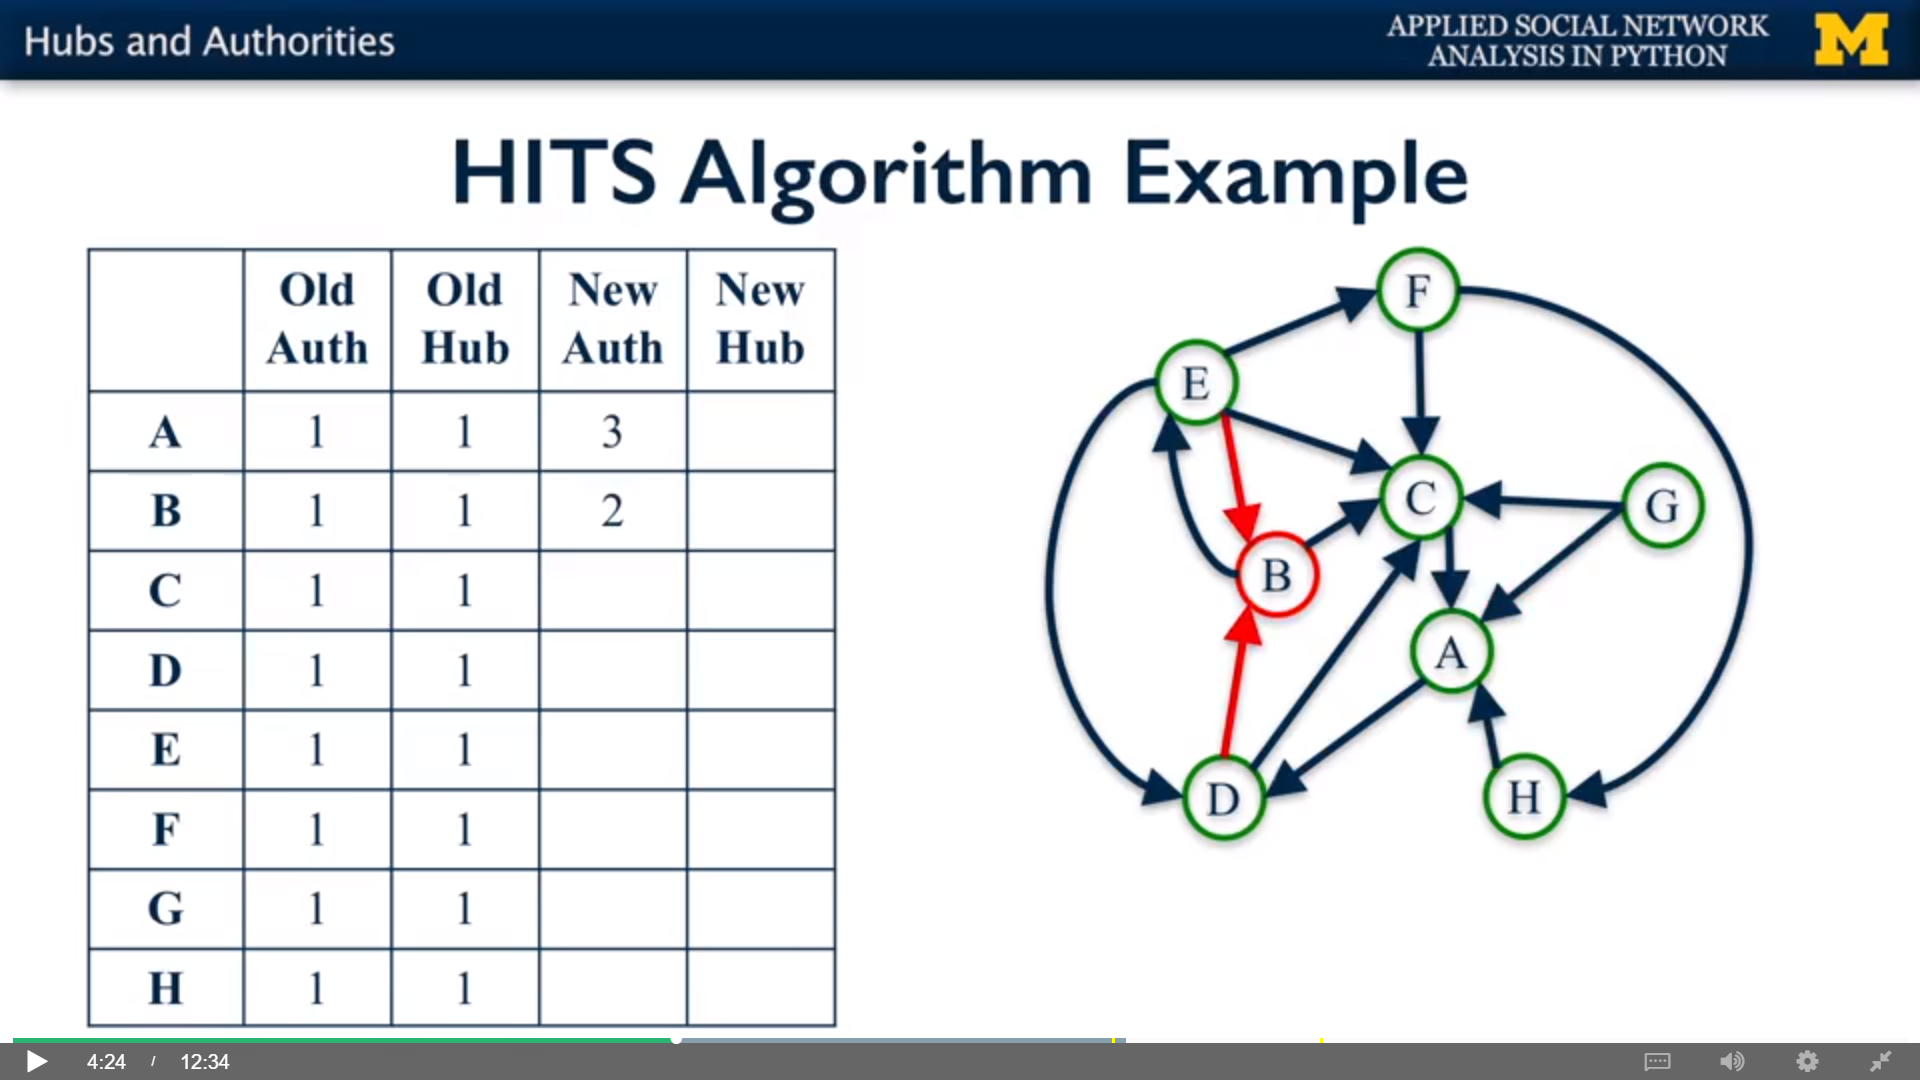 Hubs and Authorities
APPLIED SOCIAL NETWORK
ANALYSIS IN PYTHON
M
HITS Algorithm Example
Old Auth Old Hub New Auth New Hub
A 1 1 3
B 1 1 2
C 1 1
D 1 1
E 1 1
F 1 1
G 1 1
H 1 1
F
E
C
G
B
A
D
H
4:24 / 12:34